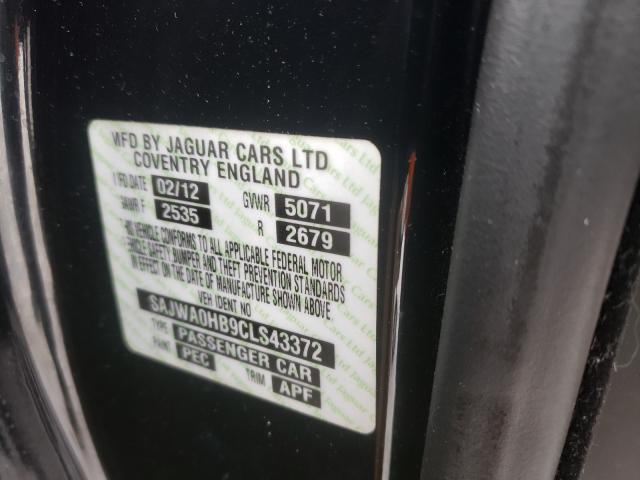 MFD BY JAGUAR CARS LTD
COVENTRY ENGLAND
MFD DATE 02/12 GVWR 5071
GAWR F 2535 R 2679
THIS VEHICLE CONFORMS TO ALL APPLICABLE FEDERAL MOTOR
VEHICLE SAFETY BUMPER AND THEFT PREVENTION STANDARDS
IN EFFECT ON THE DATE OF MANUFACTURE SHOWN ABOVE
VEH IDENT NO
SAJWA0HB9CLS43372
TYPE PASSENGER CAR
PAINT PEC TRIM APF